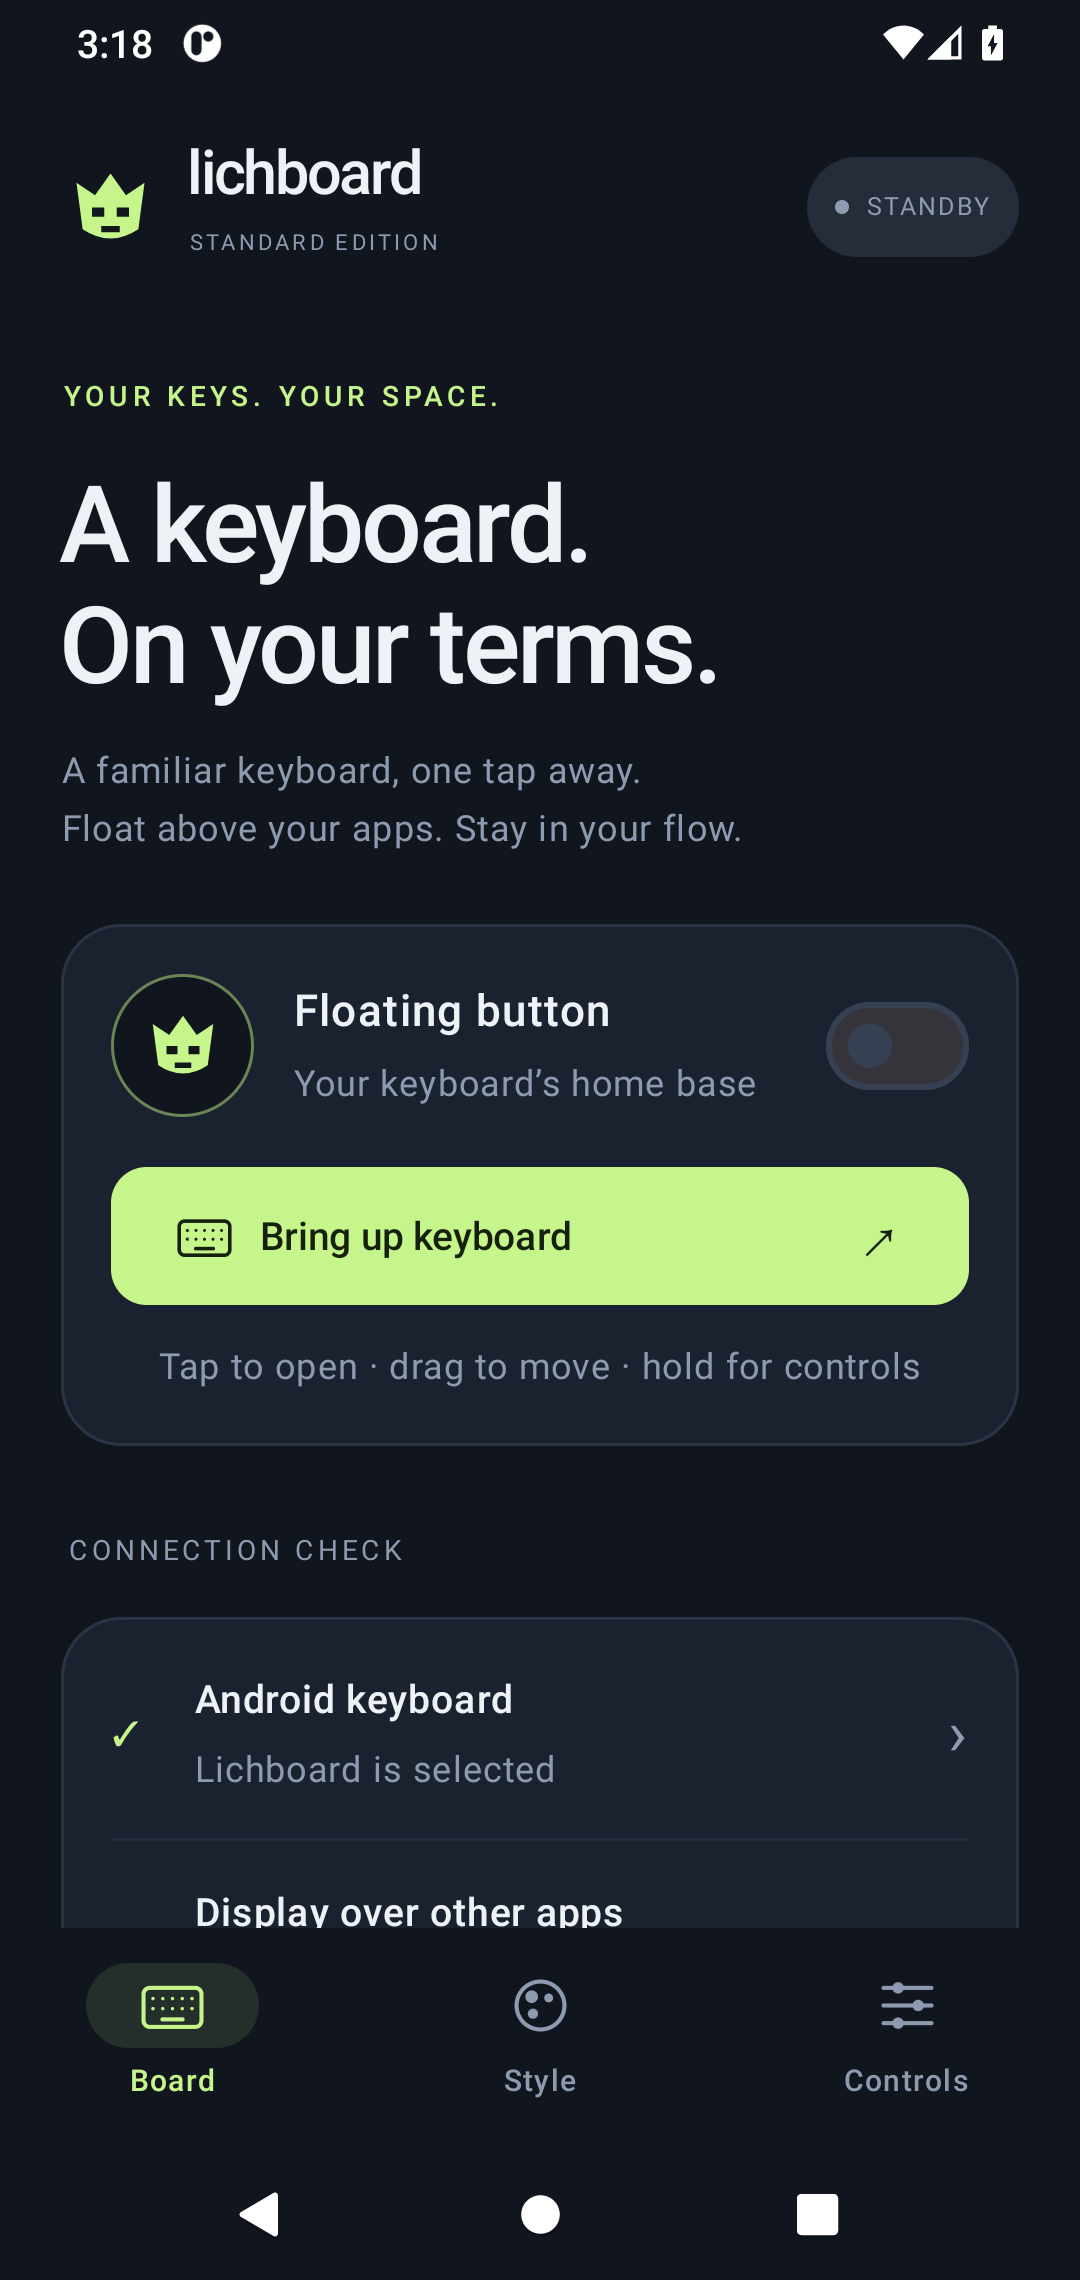 3:18
lichboard
STANDARD EDITION
STANDBY
YOUR KEYS. YOUR SPACE.
A keyboard.
On your terms.
A familiar keyboard, one tap away.
Float above your apps. Stay in your flow.
Floating button
Your keyboard’s home base
Bring up keyboard ↗
Tap to open · drag to move · hold for controls
CONNECTION CHECK
✓ Android keyboard ›
Lichboard is selected
Display over other apps
Board
Style
Controls